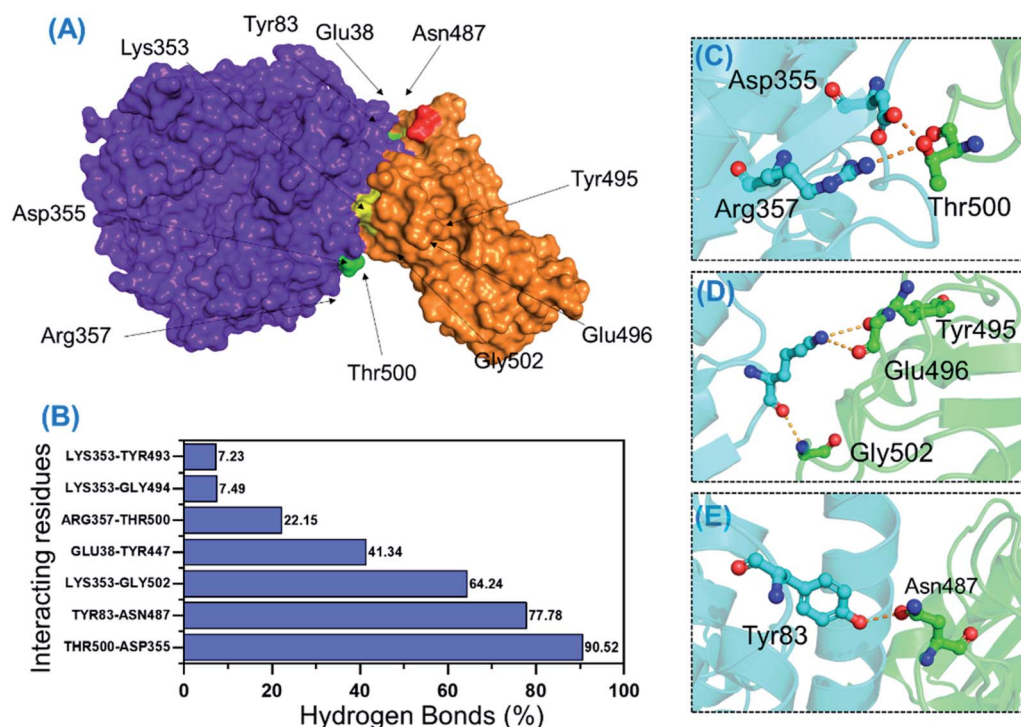 (A)
Tyr83
Glu38
Asn487
Lys353
Tyr495
Asp355
Arg357
Glu496
Gly502
Thr500
(B)
Interacting residues
LYS353-TYR493
7.23
LYS353-GLY494
7.49
ARG357-THR500
22.15
GLU38-TYR447
41.34
LYS353-GLY502
64.24
TYR83-ASN487
77.78
THR500-ASP355
90.52
0 20 40 60 80 100
Hydrogen Bonds (%)
(C)
Asp355
Arg357
Thr500
(D)
Tyr495
Glu496
Gly502
(E)
Asn487
Tyr83